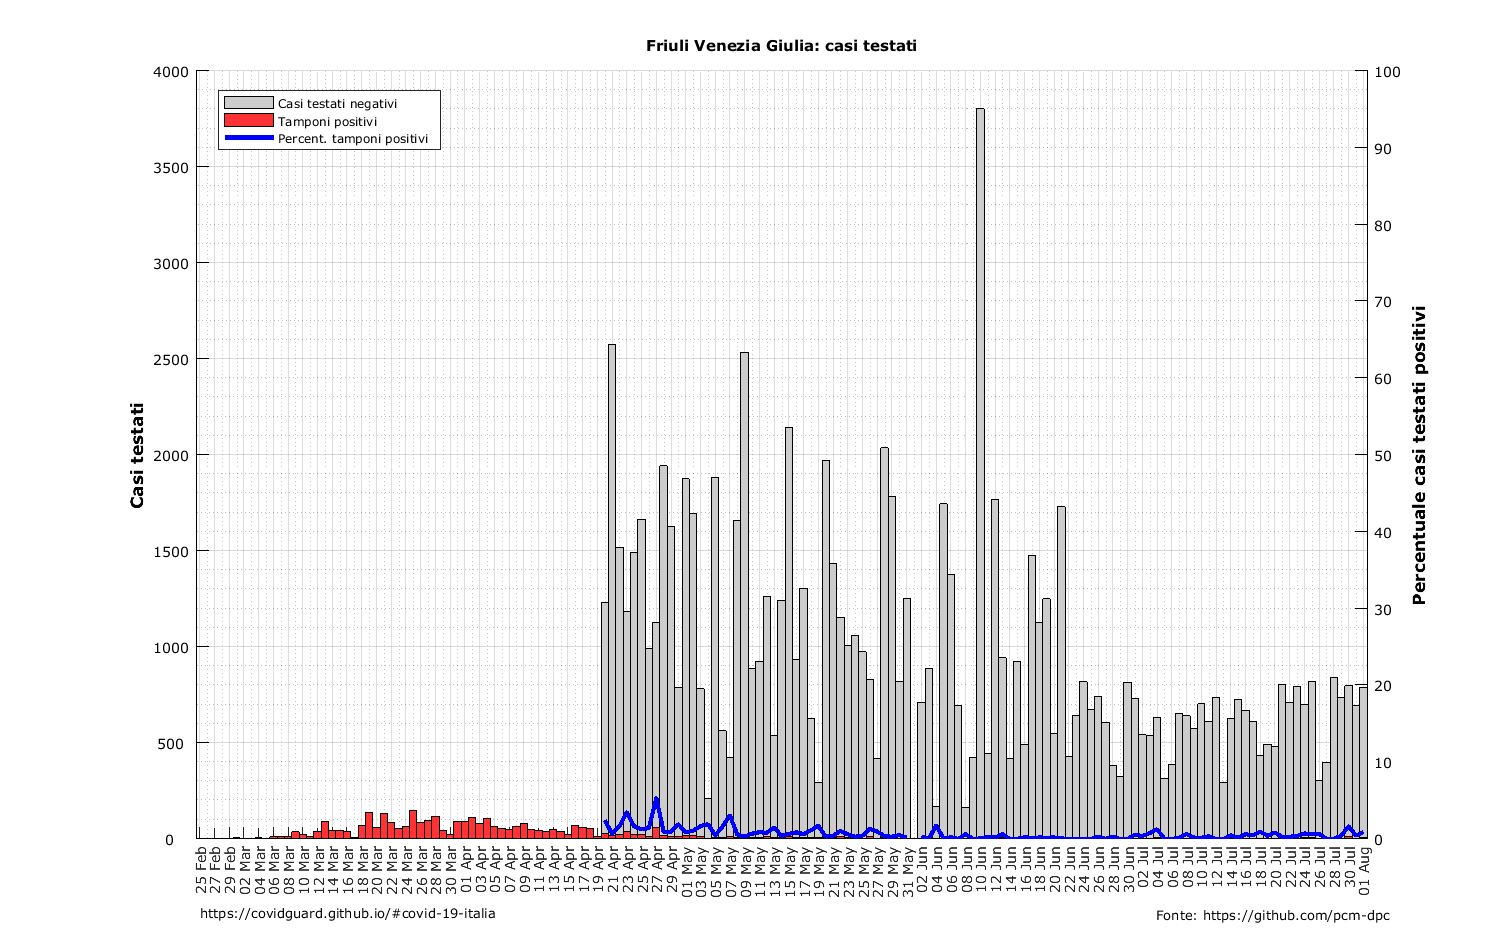 Friuli Venezia Giulia: casi testati
Casi testati negativi
Tamponi positivi
Percent. tamponi positivi
Casi testati
4000
3500
3000
2500
2000
1500
1000
500
0
Percentuale casi testati positivi
100
90
80
70
60
50
40
30
20
10
0
25 Feb
27 Feb
29 Feb
02 Mar
04 Mar
06 Mar
08 Mar
10 Mar
12 Mar
14 Mar
16 Mar
18 Mar
20 Mar
22 Mar
24 Mar
26 Mar
28 Mar
30 Mar
01 Apr
03 Apr
05 Apr
07 Apr
09 Apr
11 Apr
13 Apr
15 Apr
17 Apr
19 Apr
21 Apr
23 Apr
25 Apr
27 Apr
29 Apr
01 May
03 May
05 May
07 May
09 May
11 May
13 May
15 May
17 May
19 May
21 May
23 May
25 May
27 May
29 May
31 May
02 Jun
04 Jun
06 Jun
08 Jun
10 Jun
12 Jun
14 Jun
16 Jun
18 Jun
20 Jun
22 Jun
24 Jun
26 Jun
28 Jun
30 Jun
02 Jul
04 Jul
06 Jul
08 Jul
10 Jul
12 Jul
14 Jul
16 Jul
18 Jul
20 Jul
22 Jul
24 Jul
26 Jul
28 Jul
30 Jul
01 Aug
https://covidguard.github.io/#covid-19-italia
Fonte: https://github.com/pcm-dpc